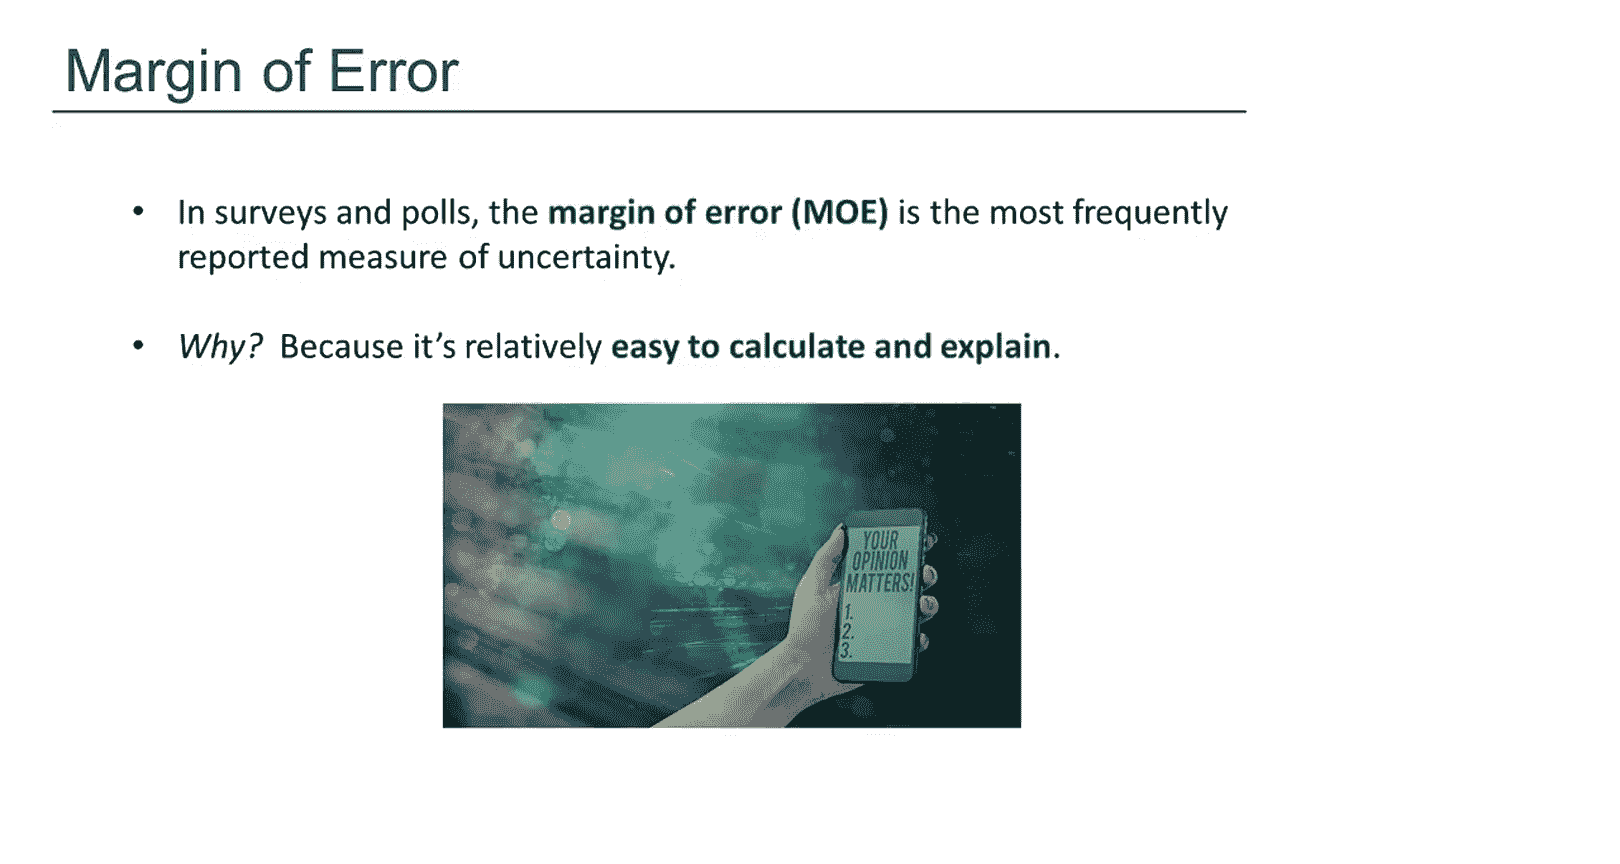 Margin of Error
• In surveys and polls, the margin of error (MOE) is the most frequently
reported measure of uncertainty.
• Why? Because it’s relatively easy to calculate and explain.
YOUR
OPINION
MATTERS!
1.
2.
3.